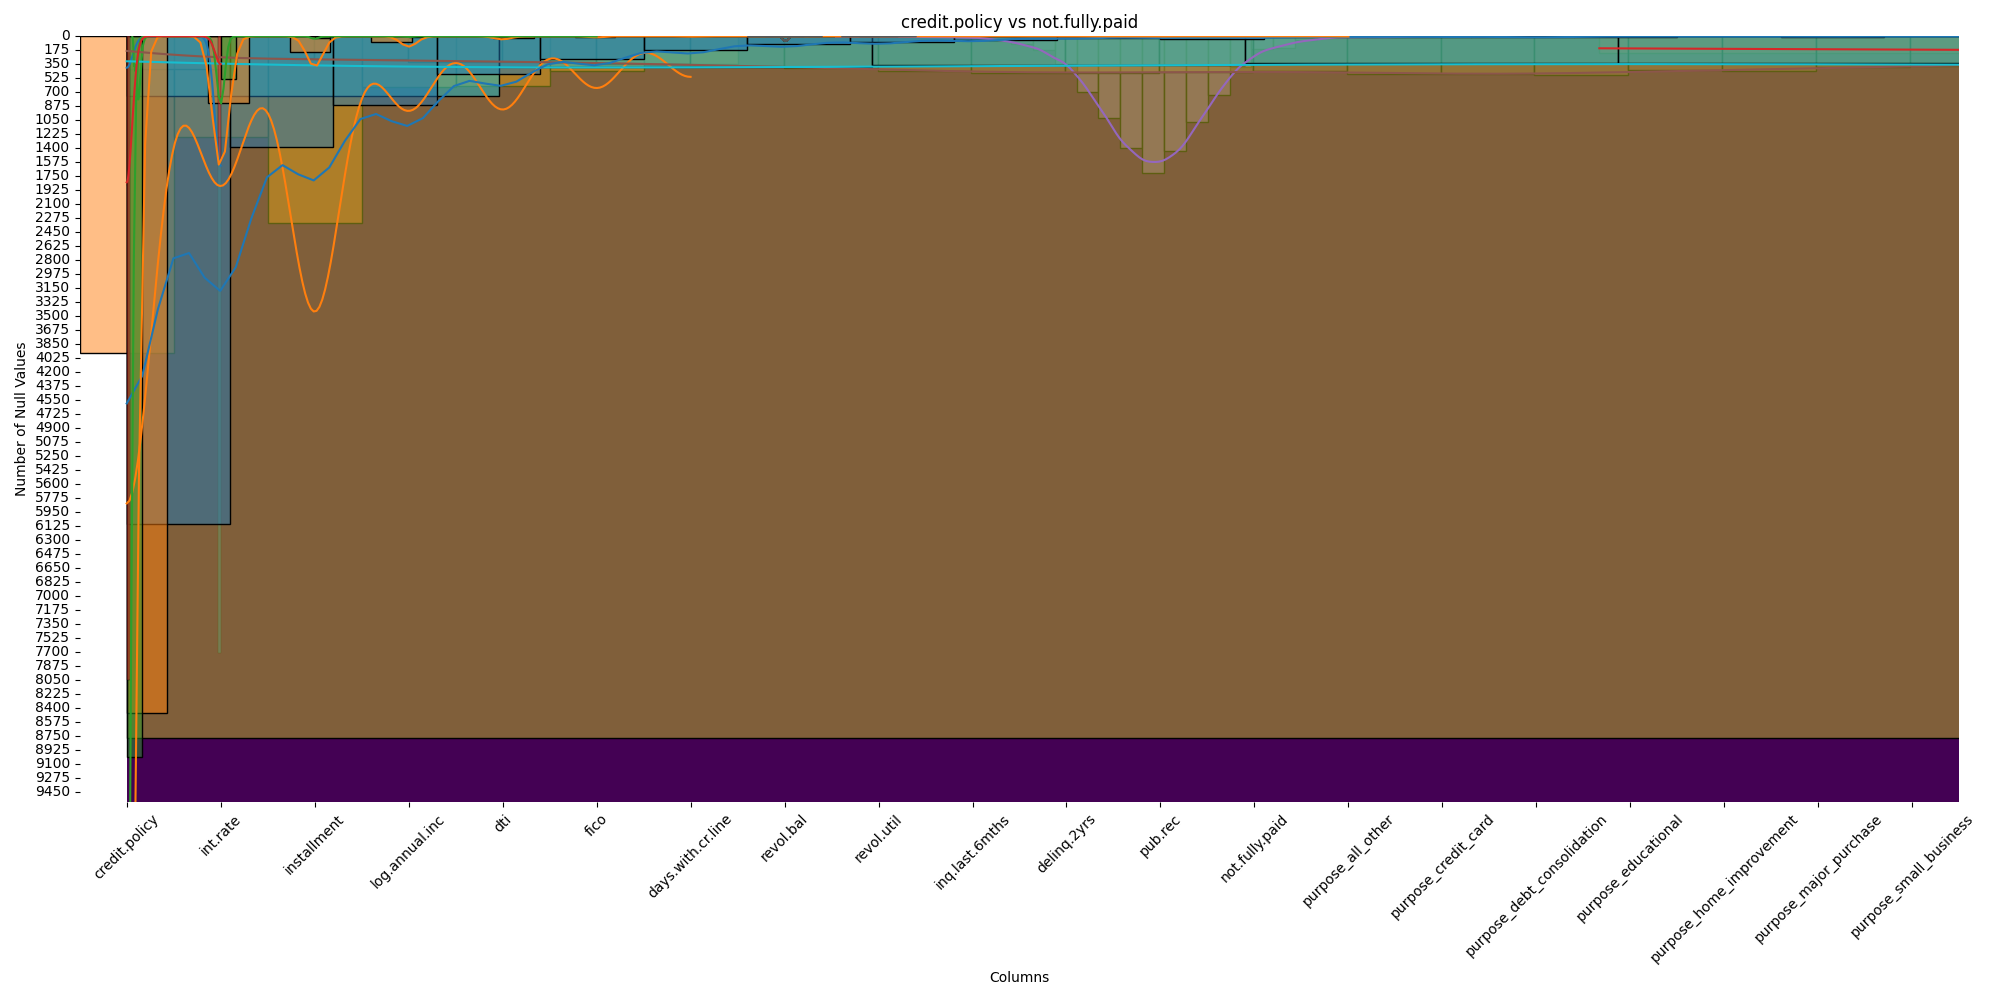 credit.policy vs not.fully.paid
Number of Null Values
0
175
350
525
700
875
1050
1225
1400
1575
1750
1925
2100
2275
2450
2625
2800
2975
3150
3325
3500
3675
3850
4025
4200
4375
4550
4725
4900
5075
5250
5425
5600
5775
5950
6125
6300
6475
6650
6825
7000
7175
7350
7525
7700
7875
8050
8225
8400
8575
8750
8925
9100
9275
9450
credit.policy
int.rate
installment
log.annual.inc
dti
fico
days.with.cr.line
revol.bal
revol.util
inq.last.6mths
delinq.2yrs
pub.rec
not.fully.paid
purpose_all_other
purpose_credit_card
purpose_debt_consolidation
purpose_educational
purpose_home_improvement
purpose_major_purchase
purpose_small_business
Columns